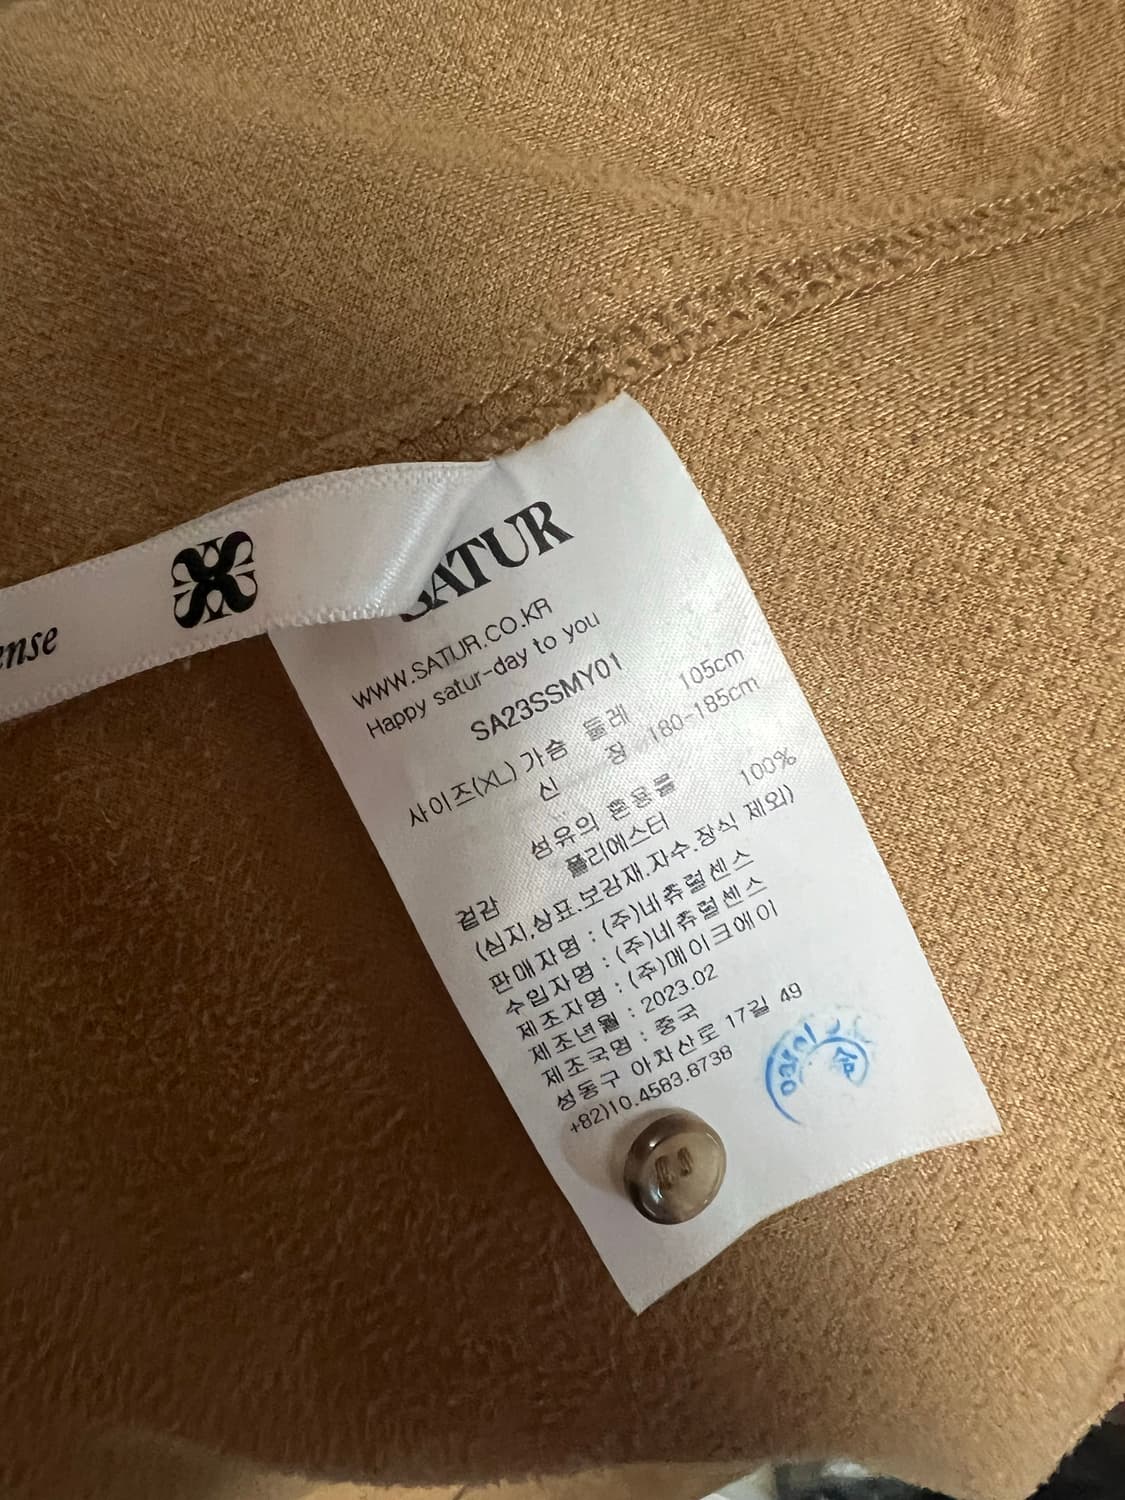 ense
SATUR
WWW.SATUR.CO.KR
Happy satur-day to you
SA23SSMY01
사이즈(XL) 가슴 둘레 105cm
신 장 180-185cm
섬유의 혼용률
폴리에스터 100%
겉감
(심지,상표.보강재.자수.장식 제외)
판매자명 : (주)네츄럴센스
수입자명 : (주)네츄럴센스
제조자명 : (주)메이크에이
제조년월 : 2023.02
제조국명 : 중국
성동구 아차산로 17길 49
+82)10.4583.8738